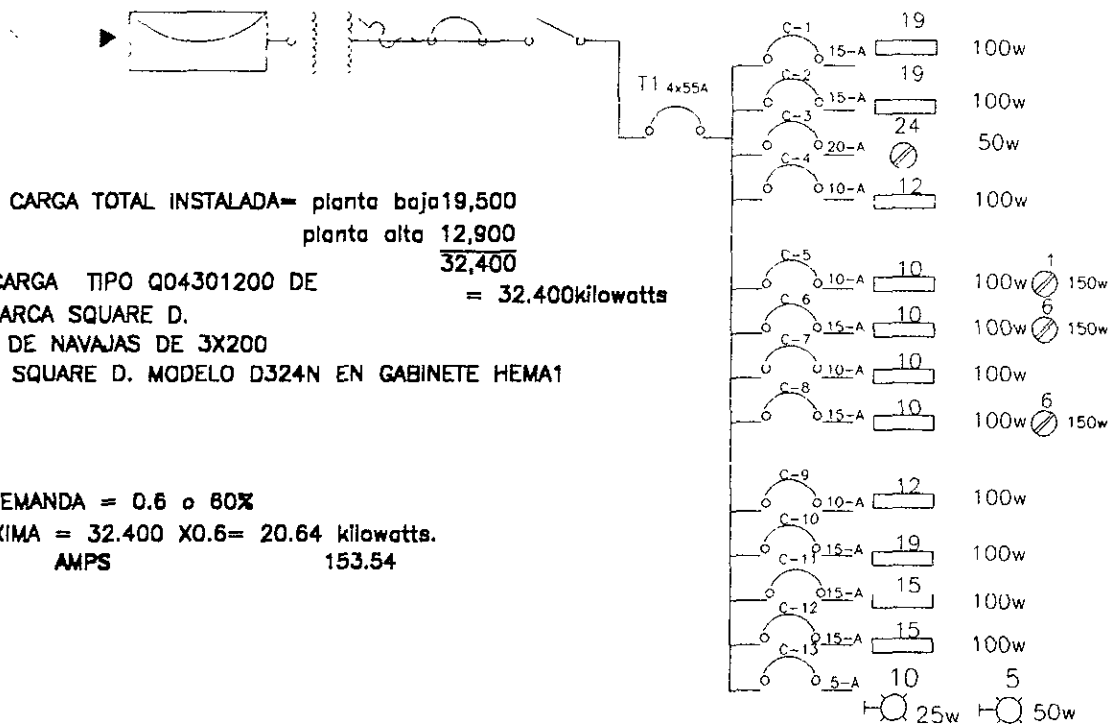 C-1 15-A 19 100w
T1 4x55A
C-2 15-A 19 100w
C-3 20-A 24 50w
C-4 10-A 12 100w
CARGA TOTAL INSTALADA= planta baja19,500
planta alta 12,900
32,400
= 32.400kilowatts
CARGA TIPO Q04301200 DE
ARCA SQUARE D.
DE NAVAJAS DE 3X200
SQUARE D. MODELO D324N EN GABINETE HEMA1
C-5 10-A 10 100w 1 150w
C-6 15-A 10 100w 6 150w
C-7 10-A 10 100w
C-8 15-A 10 100w 6 150w
EMANDA = 0.6 o 60%
XIMA = 32.400 X0.6= 20.64 kilowatts.
AMPS 153.54
C-9 10-A 12 100w
C-10 15-A 19 100w
C-11 15-A 15 100w
C-12 15-A 15 100w
C-13 5-A 10 25w 5 50w